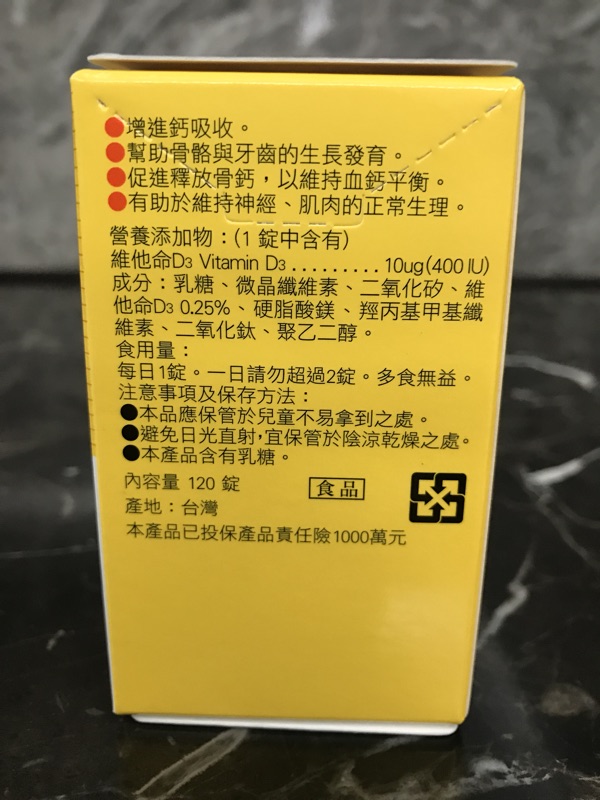 ●增進鈣吸收。
●幫助骨骼與牙齒的生長發育。
●促進釋放骨鈣，以維持血鈣平衡。
●有助於維持神經、肌肉的正常生理。
營養添加物：(1 錠中含有)
維他命D3 Vitamin D3 ......... 10ug(400 IU)
成分：乳糖、微晶纖維素、二氧化矽、維
他命D3 0.25%、硬脂酸鎂、羥丙基甲基纖
維素、二氧化鈦、聚乙二醇。
食用量：
每日1錠。一日請勿超過2錠。多食無益。
注意事項及保存方法：
●本品應保管於兒童不易拿到之處。
●避免日光直射,宜保管於陰涼乾燥之處。
●本產品含有乳糖。
內容量 120 錠
食品
產地：台灣
本產品已投保產品責任險1000萬元